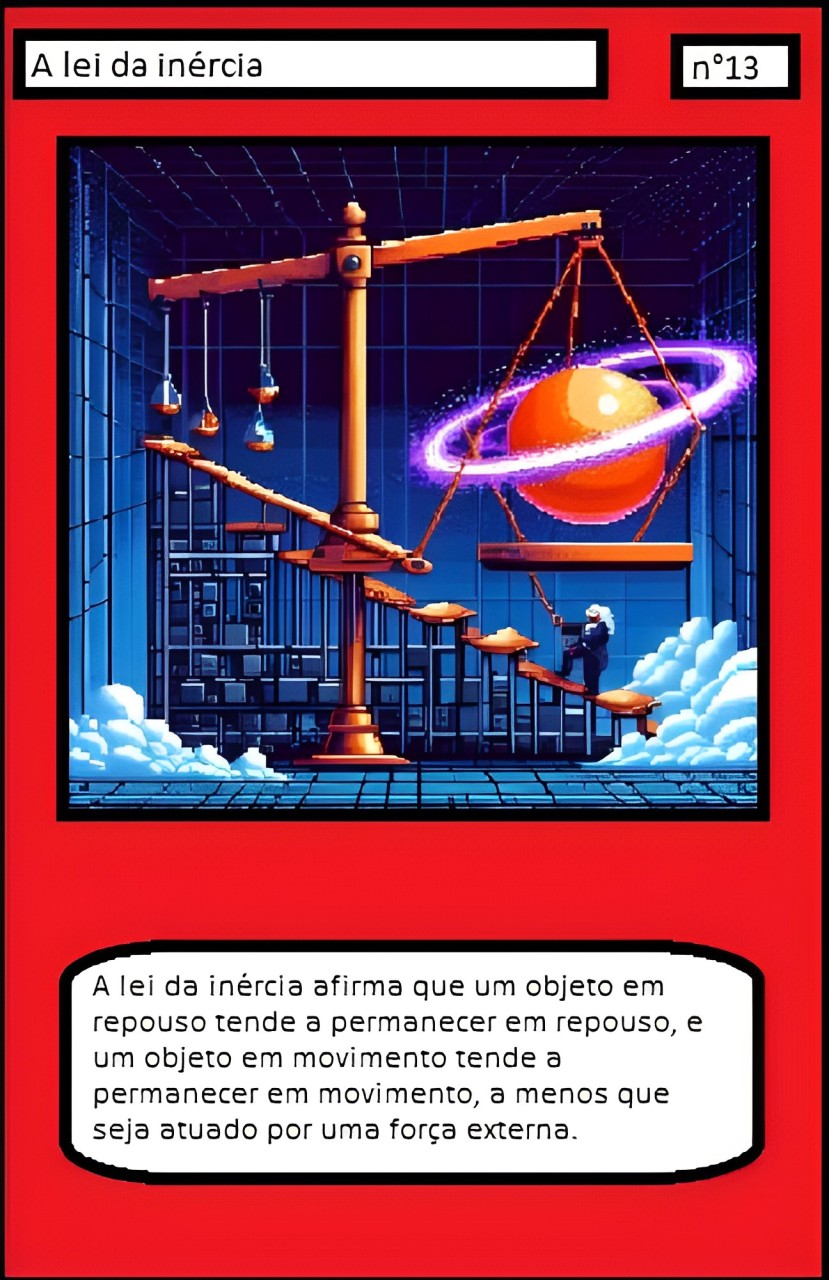 A lei da inércia
n°13
A lei da inércia afirma que um objeto em
repouso tende a permanecer em repouso, e
um objeto em movimento tende a
permanecer em movimento, a menos que
seja atuado por uma força externa.